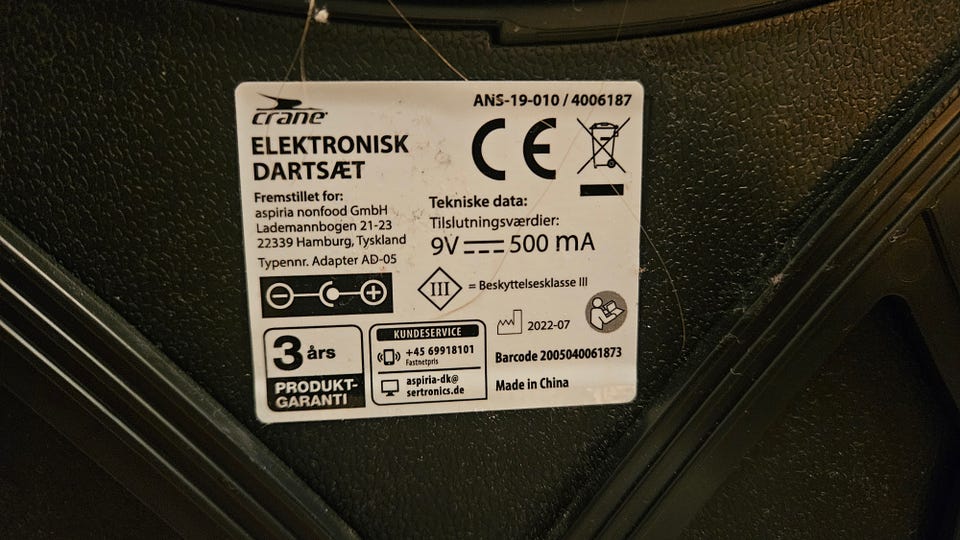 crane
ANS-19-010 / 4006187
ELEKTRONISK
DARTSÆT
CE
Fremstillet for:
aspiria nonfood GmbH
Lademannbogen 21-23
22339 Hamburg, Tyskland
Typennr. Adapter AD-05
Tekniske data:
Tilslutningsværdier:
9V 500 mA
III = Beskyttelsesklasse III
2022-07
3 års
PRODUKT-
GARANTI
KUNDESERVICE
+45 69918101
Fastnetpris
aspiria-dk@
sertronics.de
Barcode 2005040061873
Made in China